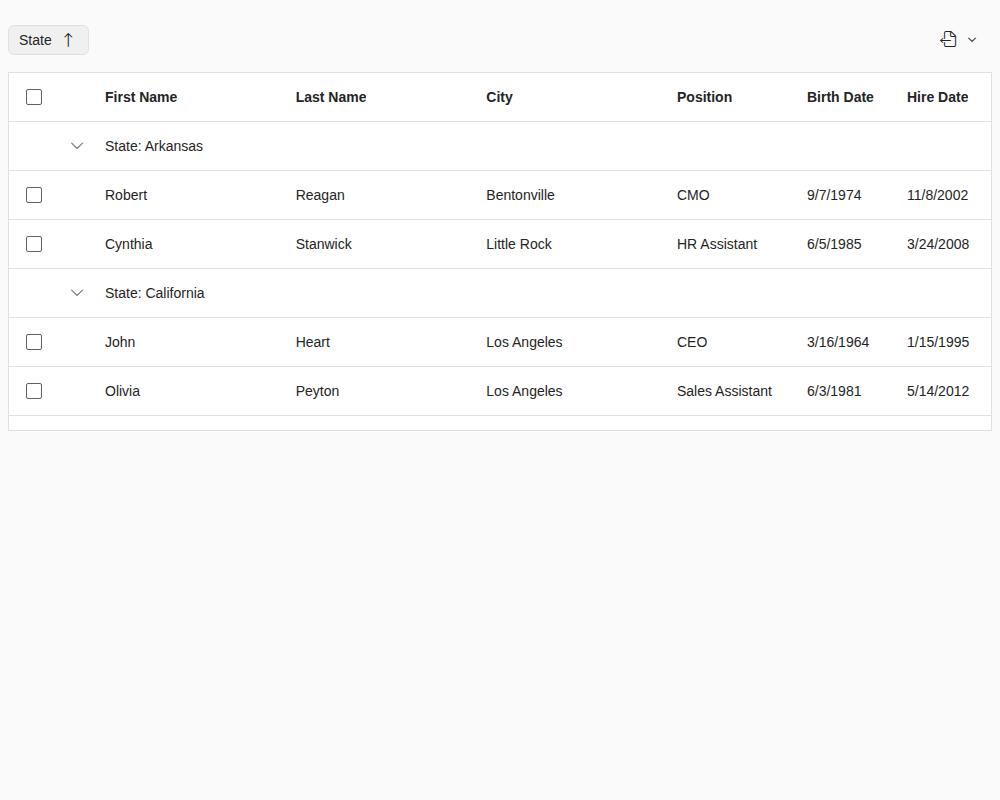 State
First Name Last Name City Position Birth Date Hire Date
State: Arkansas
Robert Reagan Bentonville CMO 9/7/1974 11/8/2002
Cynthia Stanwick Little Rock HR Assistant 6/5/1985 3/24/2008
State: California
John Heart Los Angeles CEO 3/16/1964 1/15/1995
Olivia Peyton Los Angeles Sales Assistant 6/3/1981 5/14/2012